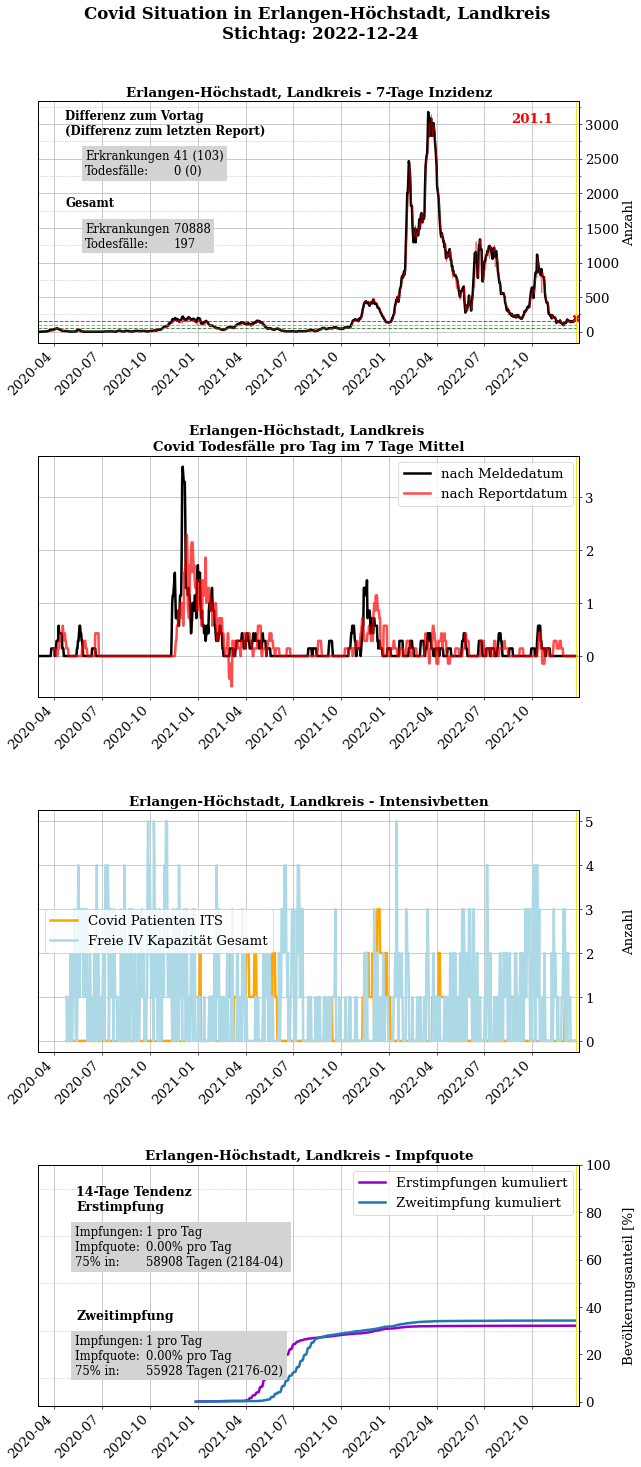 Covid Situation in Erlangen-Höchstadt, Landkreis
Stichtag: 2022-12-24
Erlangen-Höchstadt, Landkreis - 7-Tage Inzidenz
Differenz zum Vortag
(Differenz zum letzten Report)
Erkrankungen 41 (103)
Todesfälle: 0 (0)
Gesamt
Erkrankungen 70888
Todesfälle: 197
201.1
3000
2500
2000
1500
1000
500
0
Anzahl
2020-04
2020-07
2020-10
2021-01
2021-04
2021-07
2021-10
2022-01
2022-04
2022-07
2022-10
Erlangen-Höchstadt, Landkreis
Covid Todesfälle pro Tag im 7 Tage Mittel
nach Meldedatum
nach Reportdatum
3
2
1
0
2020-04
2020-07
2020-10
2021-01
2021-04
2021-07
2021-10
2022-01
2022-04
2022-07
2022-10
Erlangen-Höchstadt, Landkreis - Intensivbetten
Covid Patienten ITS
Freie IV Kapazität Gesamt
5
4
3
2
1
0
Anzahl
2020-04
2020-07
2020-10
2021-01
2021-04
2021-07
2021-10
2022-01
2022-04
2022-07
2022-10
Erlangen-Höchstadt, Landkreis - Impfquote
14-Tage Tendenz
Erstimpfung
Impfungen: 1 pro Tag
Impfquote: 0.00% pro Tag
75% in: 58908 Tagen (2184-04)
Zweitimpfung
Impfungen: 1 pro Tag
Impfquote: 0.00% pro Tag
75% in: 55928 Tagen (2176-02)
Erstimpfungen kumuliert
Zweitimpfung kumuliert
100
80
60
40
20
0
Bevölkerungsanteil [%]
2020-04
2020-07
2020-10
2021-01
2021-04
2021-07
2021-10
2022-01
2022-04
2022-07
2022-10